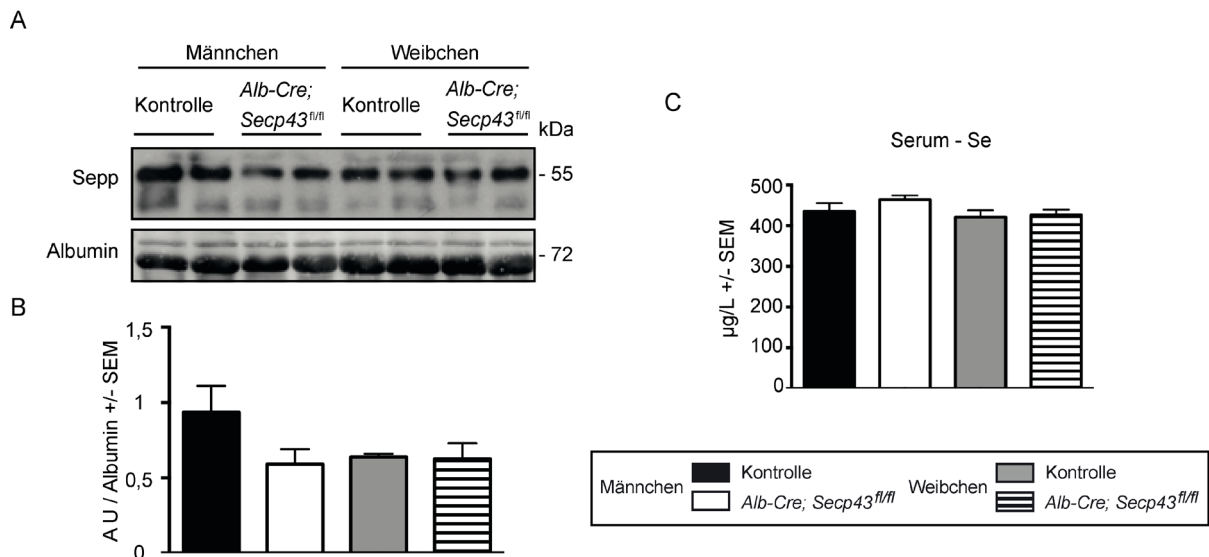 A
Männchen Weibchen
Kontrolle Alb-Cre; Kontrolle Alb-Cre;
Secp43fl/fl Secp43fl/fl
kDa
Sepp - 55
Albumin - 72
B
1,5
1
0,5
0
A U / Albumin +/- SEM
C
Serum - Se
500
400
300
200
100
0
µg/L +/- SEM
Männchen Kontrolle Weibchen Kontrolle
Alb-Cre; Secp43fl/fl Alb-Cre; Secp43fl/fl